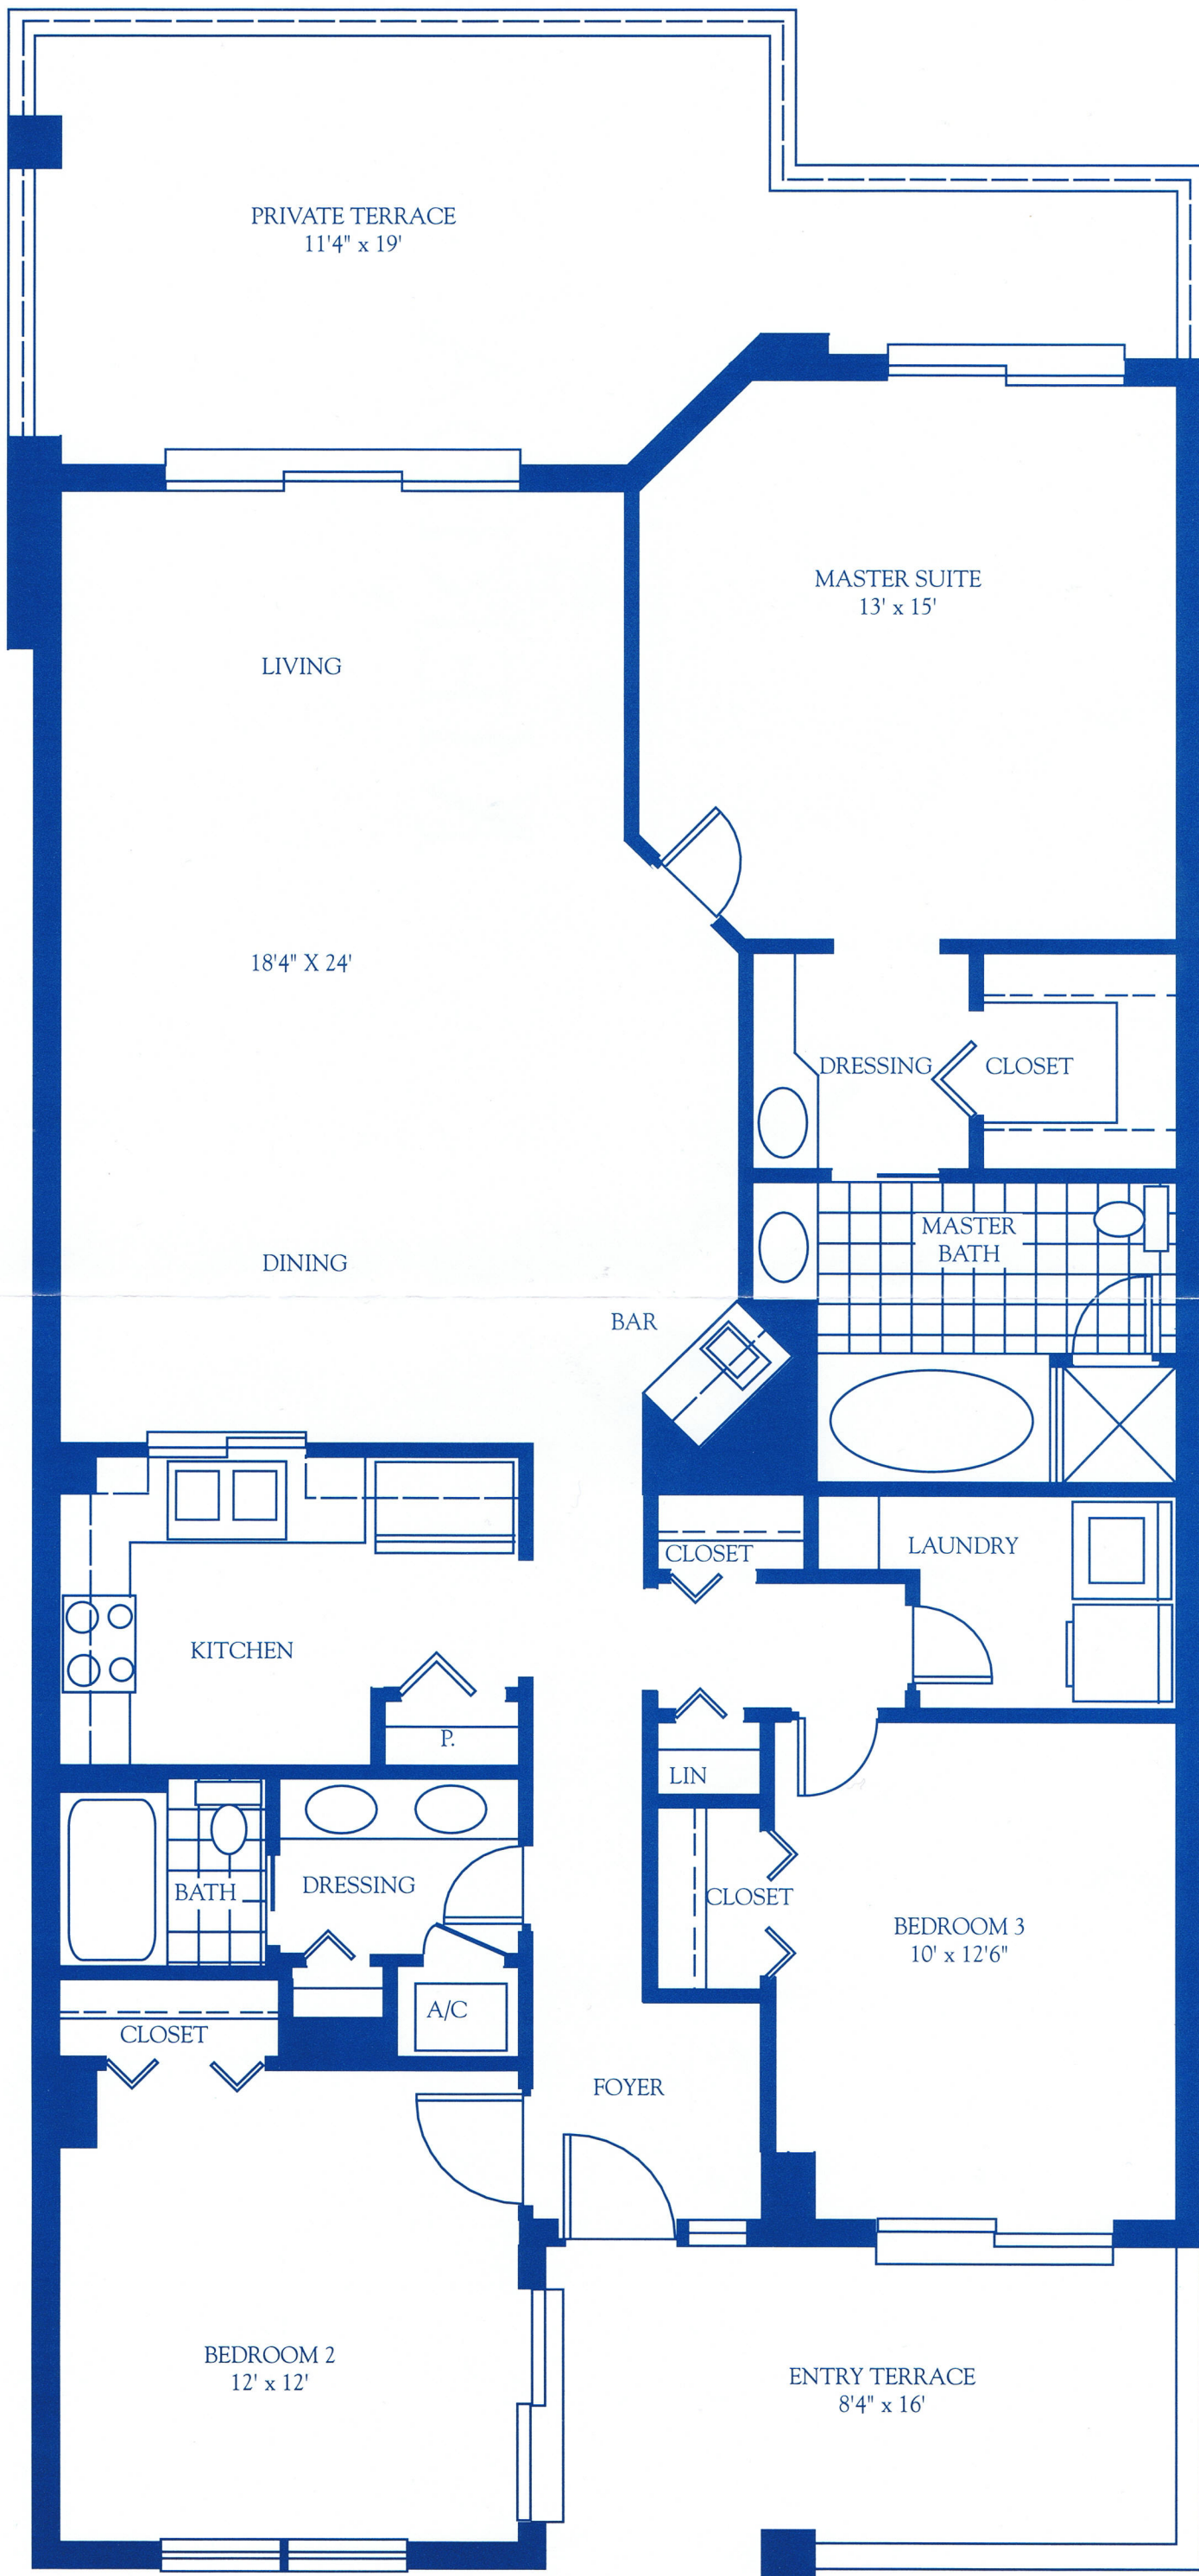 PRIVATE TERRACE
11'4" x 19'
MASTER SUITE
13' x 15'
LIVING
18'4" X 24'
DRESSING
CLOSET
MASTER
BATH
DINING
BAR
CLOSET
LAUNDRY
KITCHEN
P.
LIN
BATH
DRESSING
CLOSET
BEDROOM 3
10' x 12'6"
A/C
CLOSET
FOYER
BEDROOM 2
12' x 12'
ENTRY TERRACE
8'4" x 16'